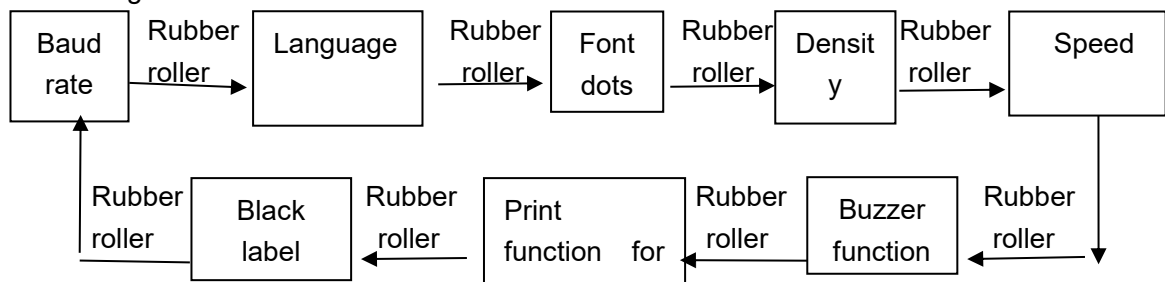 Baud rate
Rubber roller
Language
Rubber roller
Font dots
Rubber roller
Density
Rubber roller
Speed
Rubber roller
Buzzer function
Rubber roller
Print function for
Rubber roller
Black label
Rubber roller